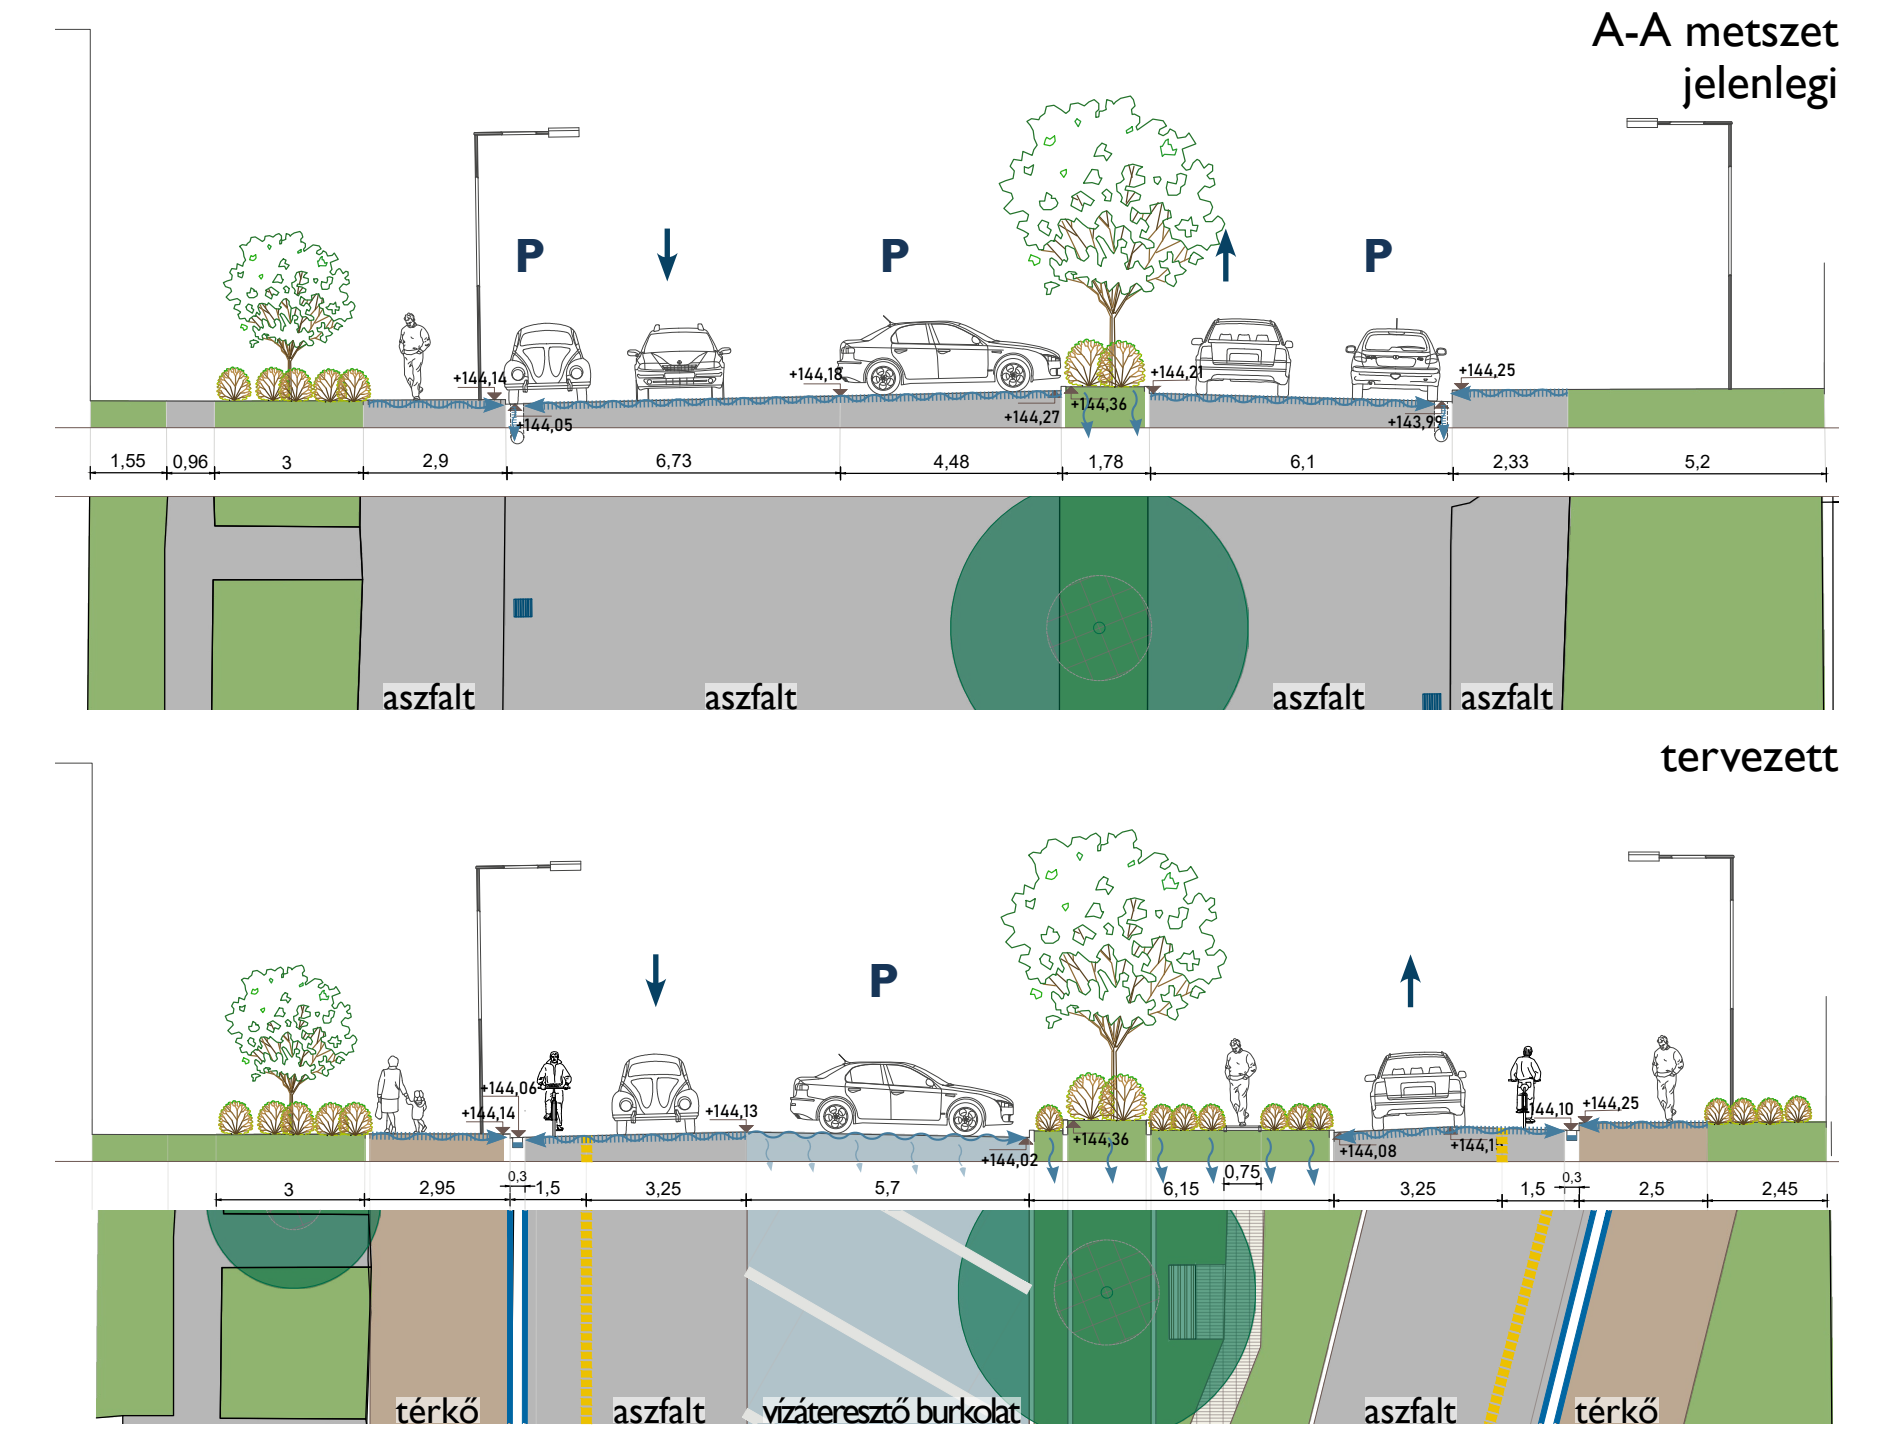 A-A metszet
jelenlegi
P
P
P
+144,14
+144,05
+144,18
+144,27
+144,36
+144,21
+143,99
+144,25
1,55 0,96 3 2,9 6,73 4,48 1,78 6,1 2,33 5,2
aszfalt aszfalt aszfalt aszfalt
tervezett
P
+144,06
+144,14
+144,13
+144,02
+144,36
+144,08
144,10
+144,25
0,75
3 2,95 0,3 1,5 3,25 5,7 6,15 3,25 1,5 0,3 2,5 2,45
térkő aszfalt vízáteresztő burkolat aszfalt térkő